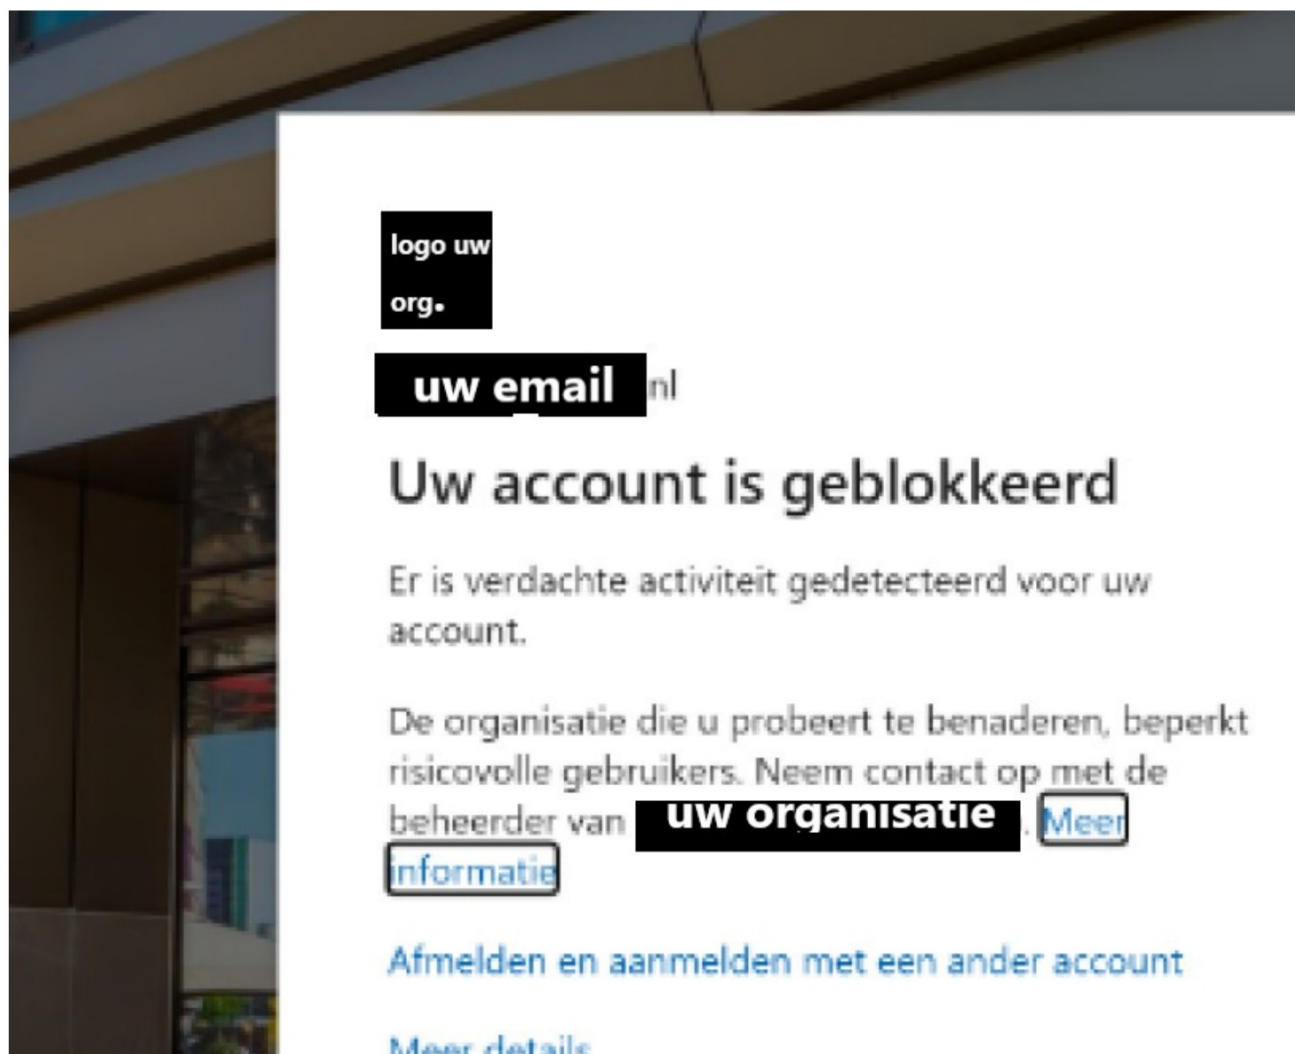 logo uw
org.
uw email nl
Uw account is geblokkeerd
Er is verdachte activiteit gedetecteerd voor uw
account.
De organisatie die u probeert te benaderen, beperkt
risicovolle gebruikers. Neem contact op met de
beheerder van uw organisatie . Meer
informatie
Afmelden en aanmelden met een ander account
Meer details